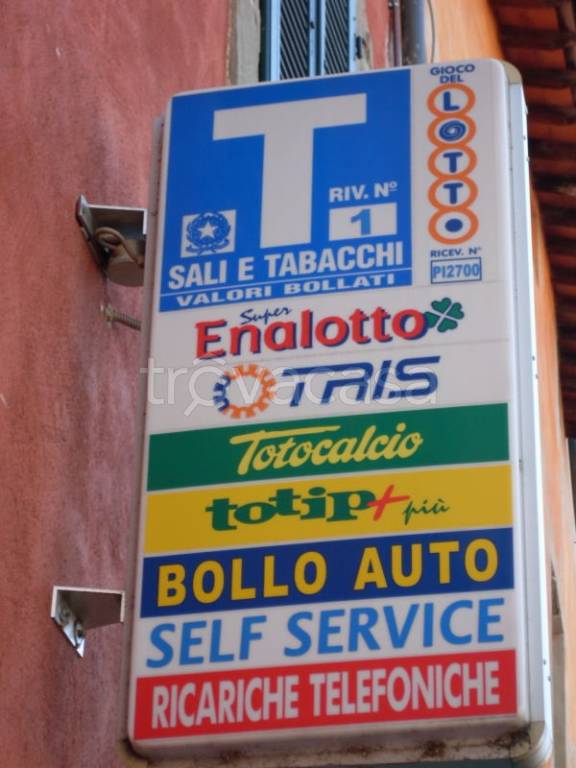 GIOCO
DEL
LOTTO
RICEV. N°
PI2700
T
RIV. N°
1
SALI E TABACCHI
VALORI BOLLATI
Super
Enalotto
TRIS
trovacasa
Totocalcio
totip+ più
BOLLO AUTO
SELF SERVICE
RICARICHE TELEFONICHE